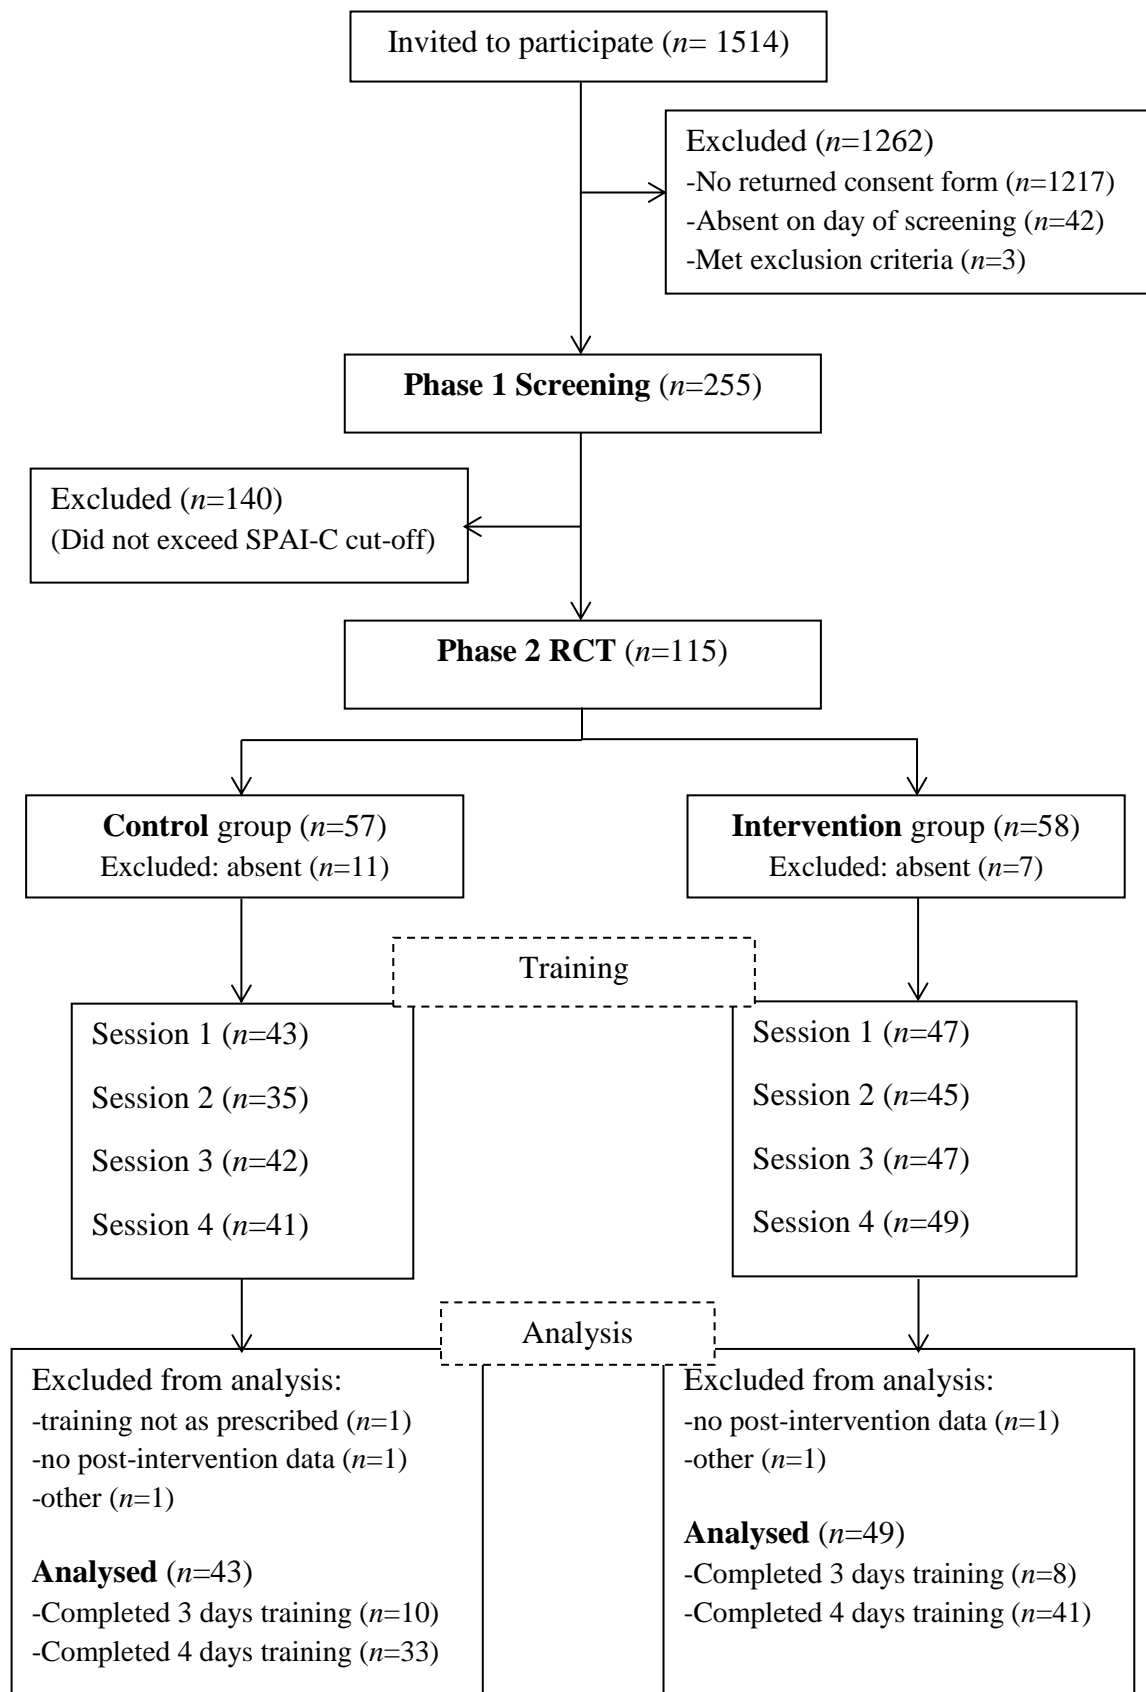 Invited to participate (n= 1514)
Excluded (n=1262)
-No returned consent form (n=1217)
-Absent on day of screening (n=42)
-Met exclusion criteria (n=3)
Phase 1 Screening (n=255)
Excluded (n=140)
(Did not exceed SPAI-C cut-off)
Phase 2 RCT (n=115)
Control group (n=57)
Excluded: absent (n=11)
Intervention group (n=58)
Excluded: absent (n=7)
Training
Session 1 (n=43)
Session 2 (n=35)
Session 3 (n=42)
Session 4 (n=41)
Session 1 (n=47)
Session 2 (n=45)
Session 3 (n=47)
Session 4 (n=49)
Analysis
Excluded from analysis:
-training not as prescribed (n=1)
-no post-intervention data (n=1)
-other (n=1)
Analysed (n=43)
-Completed 3 days training (n=10)
-Completed 4 days training (n=33)
Excluded from analysis:
-no post-intervention data (n=1)
-other (n=1)
Analysed (n=49)
-Completed 3 days training (n=8)
-Completed 4 days training (n=41)